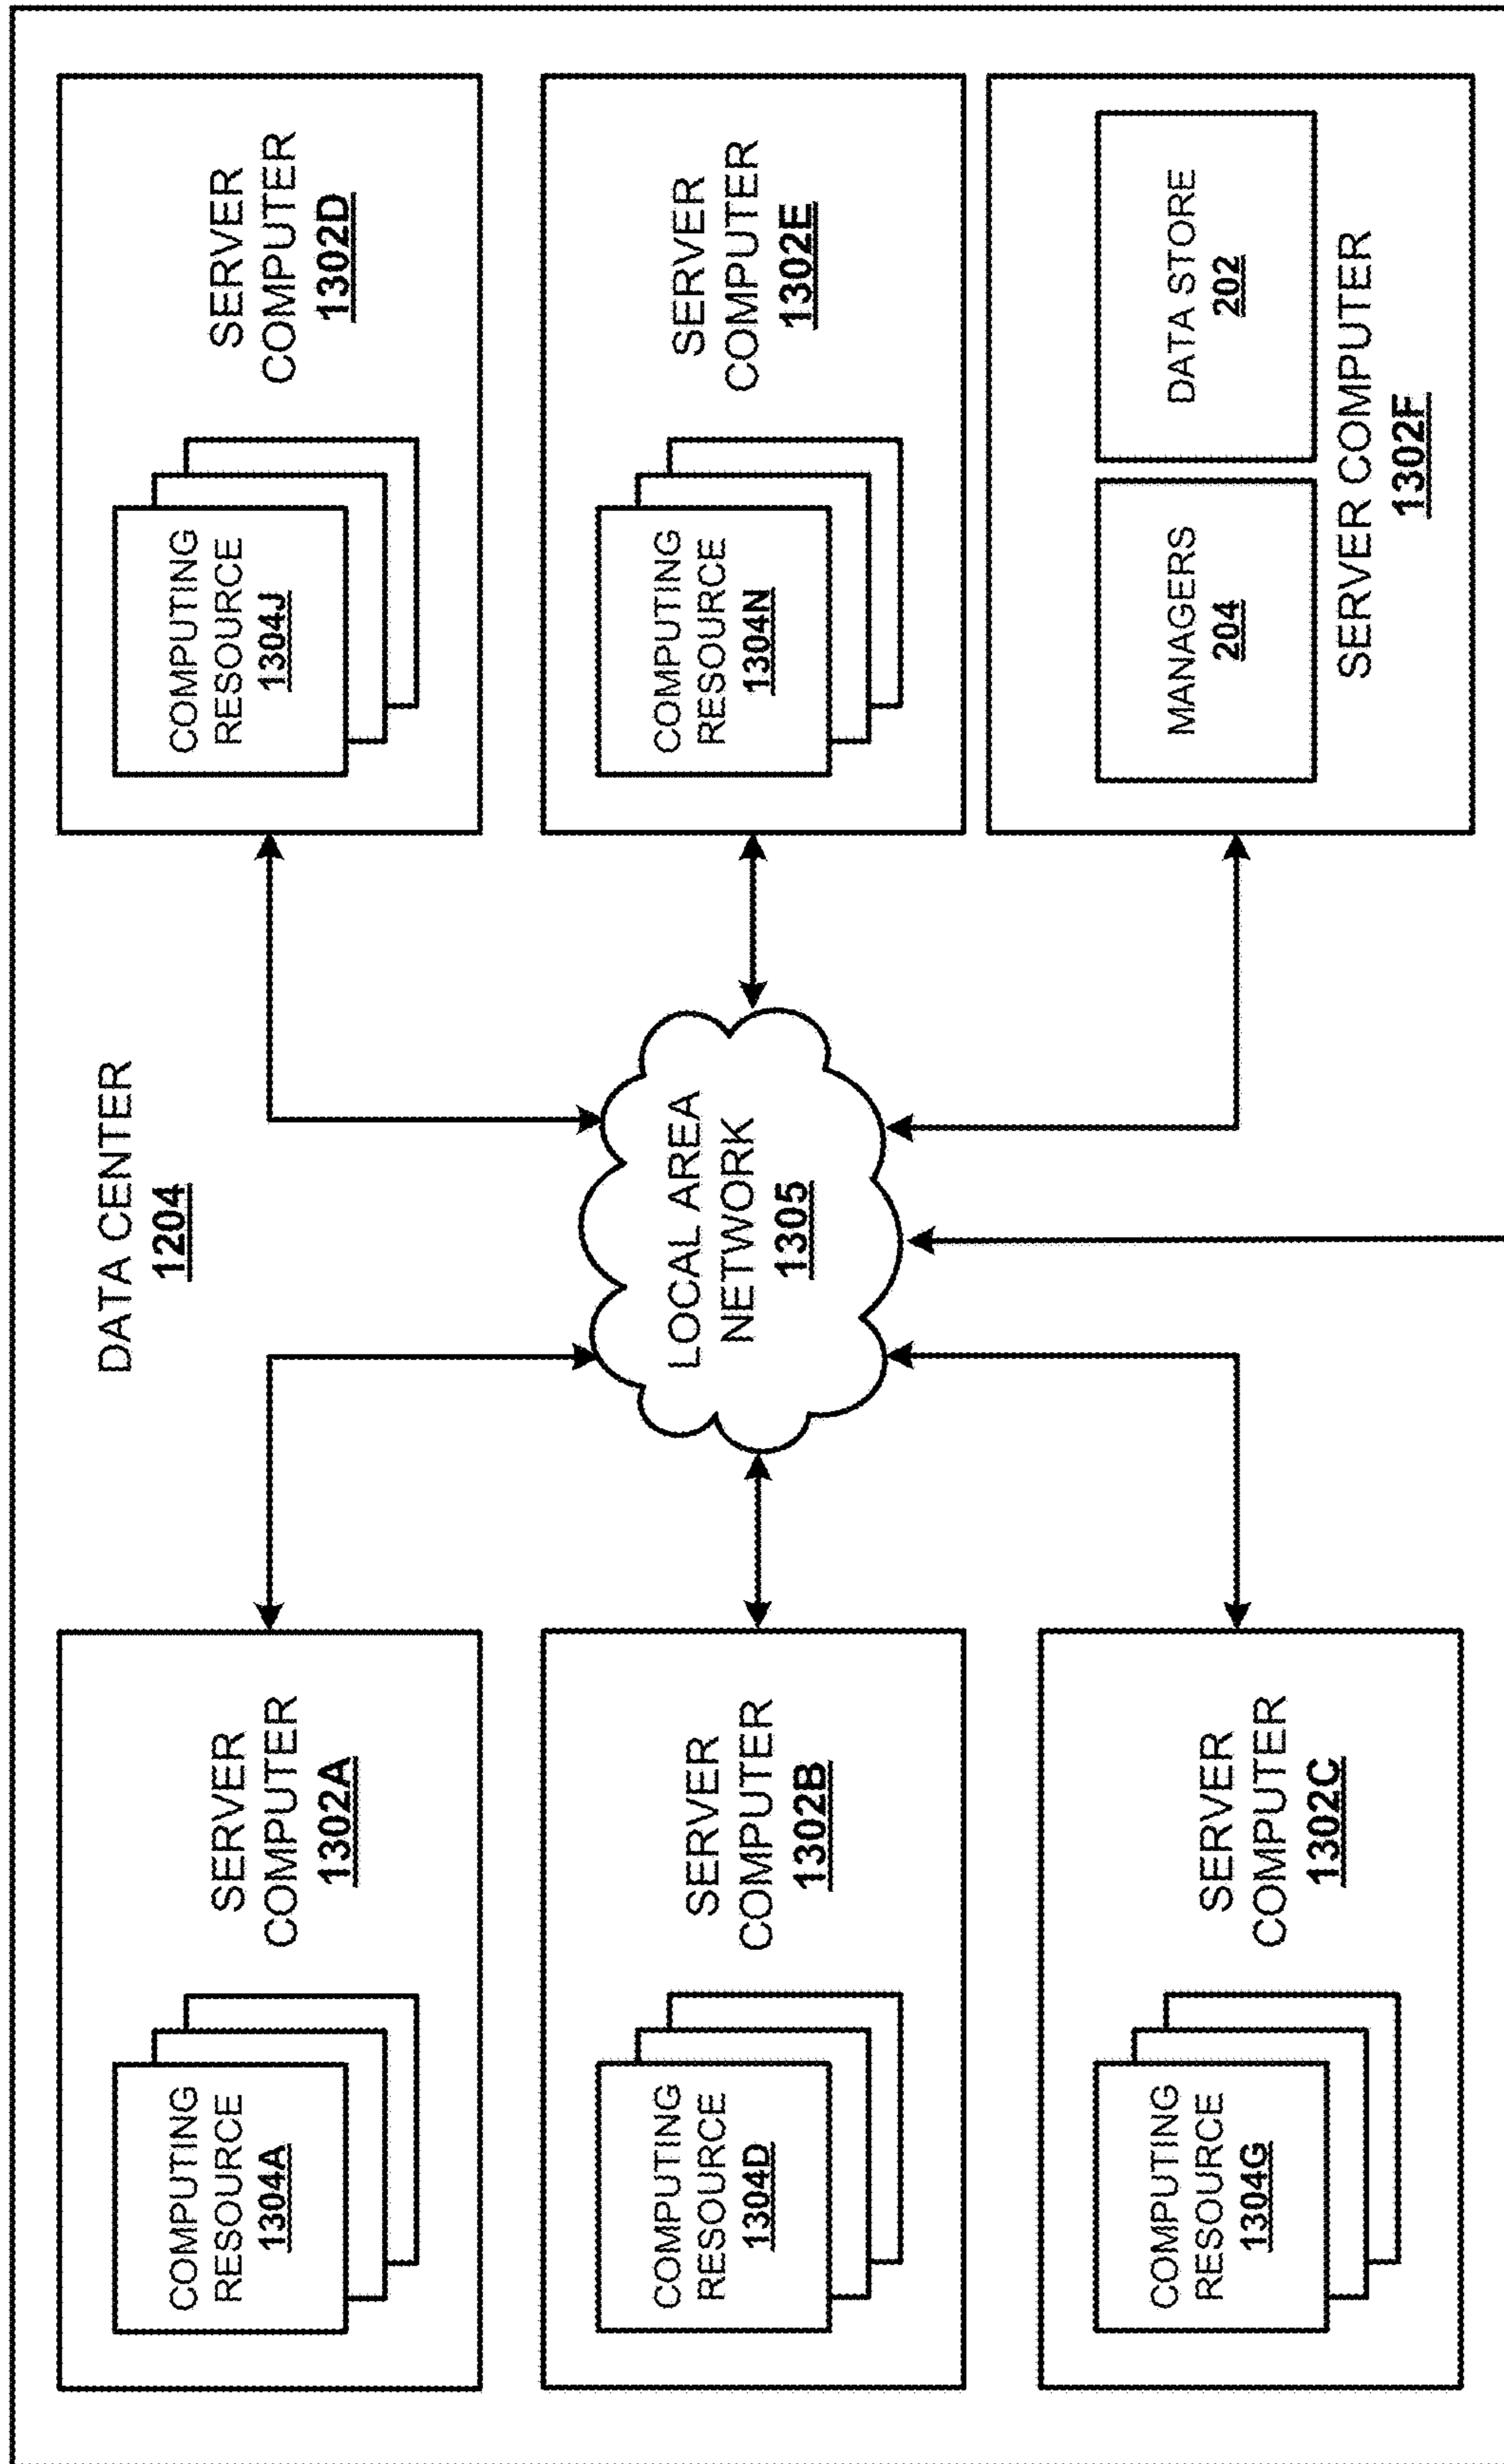 DATA CENTER
1204
SERVER
COMPUTER
1302A
COMPUTING
RESOURCE
1304A
SERVER
COMPUTER
1302D
COMPUTING
RESOURCE
1304J
SERVER
COMPUTER
1302B
COMPUTING
RESOURCE
1304D
LOCAL AREA
NETWORK
1305
SERVER
COMPUTER
1302E
COMPUTING
RESOURCE
1304N
SERVER
COMPUTER
1302C
COMPUTING
RESOURCE
1304G
MANAGERS
204
DATA STORE
202
SERVER COMPUTER
1302F